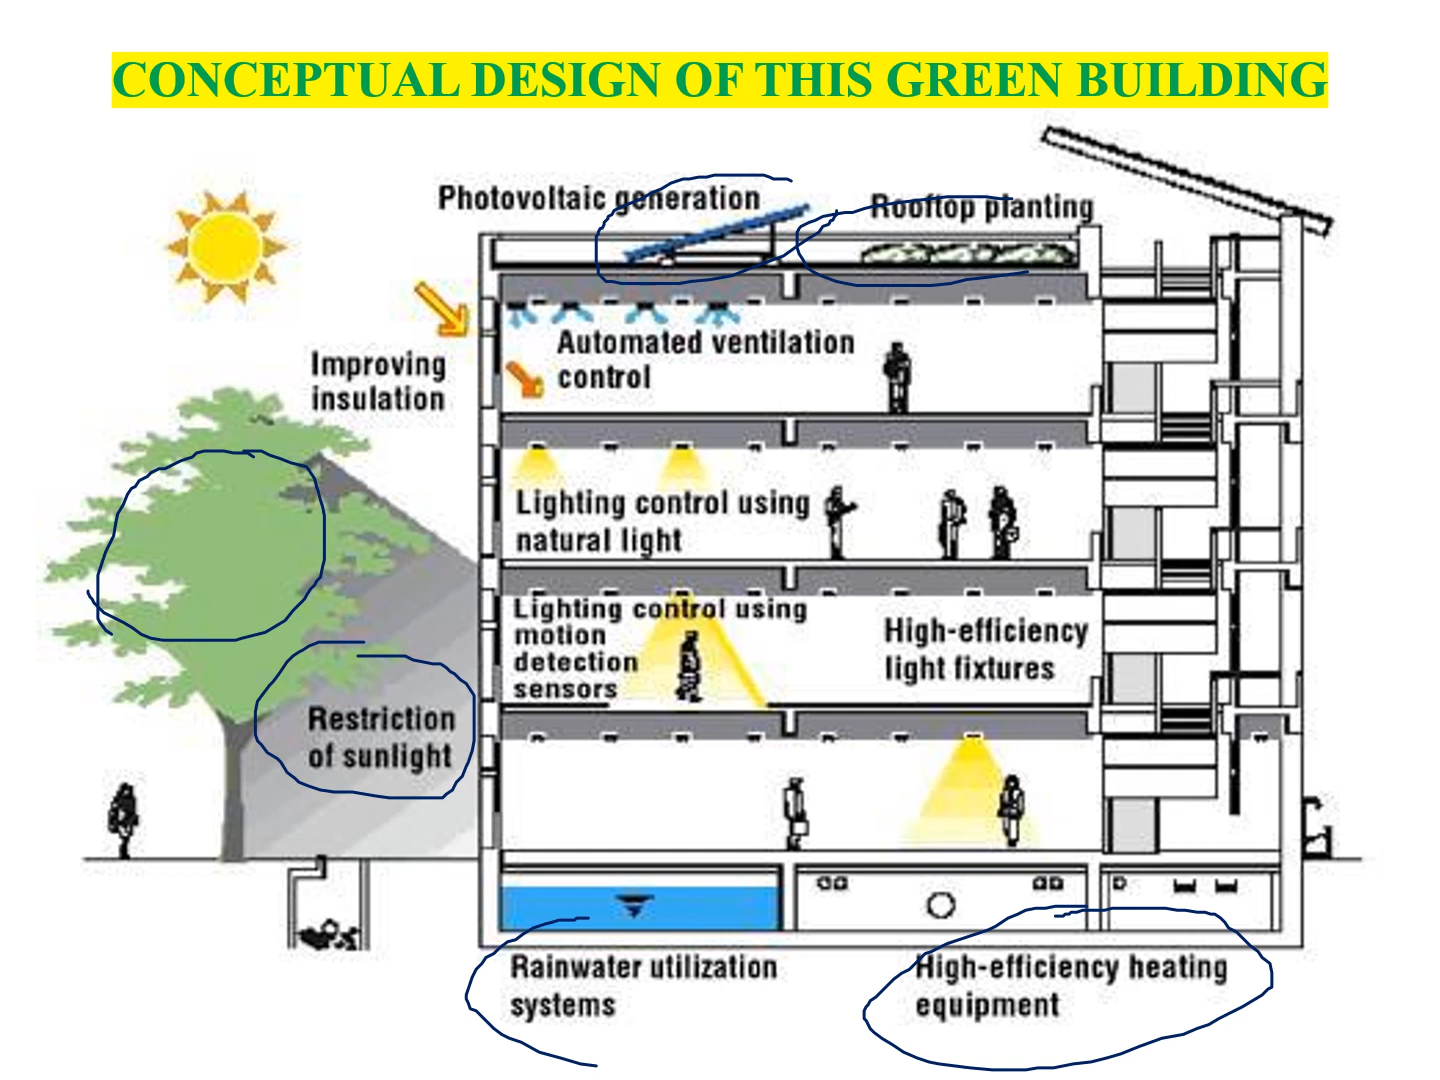 CONCEPTUAL DESIGN OF THIS GREEN BUILDING
Photovoltaic generation
Rooftop planting
Improving
insulation
Automated ventilation
control
Lighting control using
natural light
Lighting control using
motion
detection
sensors
High-efficiency
light fixtures
Restriction
of sunlight
Rainwater utilization
systems
High-efficiency heating
equipment